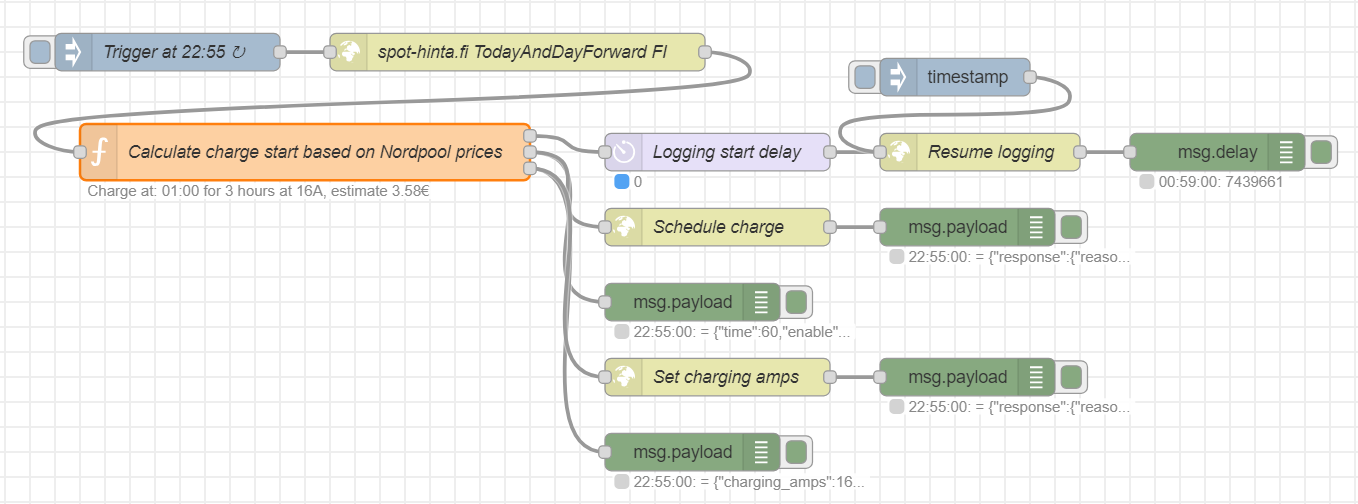 Trigger at 22:55 ↻
spot-hinta.fi TodayAndDayForward FI
timestamp
Calculate charge start based on Nordpool prices
Charge at: 01:00 for 3 hours at 16A, estimate 3.58€
Logging start delay
0
Resume logging
msg.delay
00:59:00: 7439661
Schedule charge
msg.payload
22:55:00: = {"response":{"reaso...
msg.payload
22:55:00: = {"time":60,"enable"...
Set charging amps
msg.payload
22:55:00: = {"response":{"reaso...
msg.payload
22:55:00: = {"charging_amps":16...